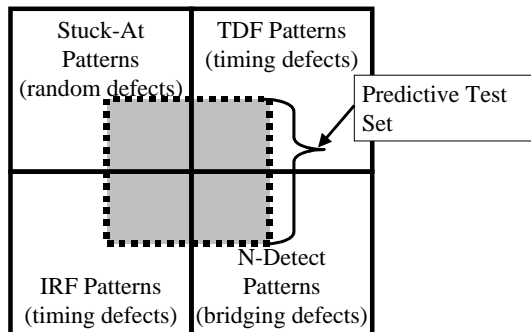 Stuck-At
Patterns
(random defects)
TDF Patterns
(timing defects)
Predictive Test
Set
IRF Patterns
(timing defects)
N-Detect
Patterns
(bridging defects)